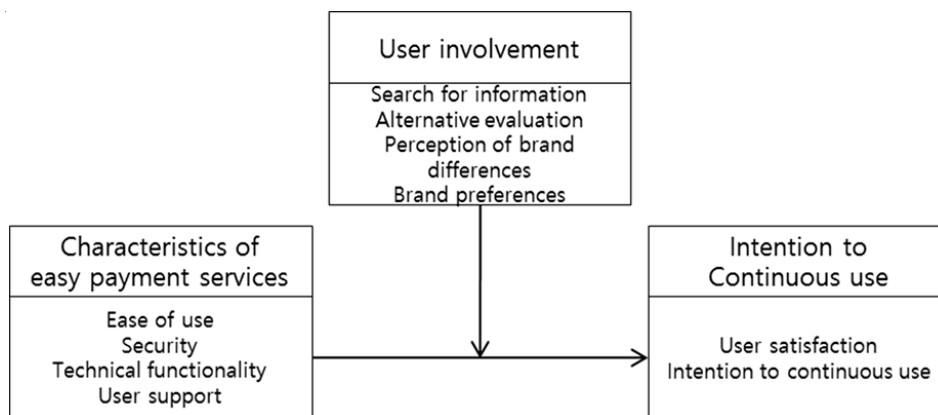 User involvement
Search for information
Alternative evaluation
Perception of brand
differences
Brand preferences
Characteristics of
easy payment services
Ease of use
Security
Technical functionality
User support
Intention to
Continuous use
User satisfaction
Intention to continuous use